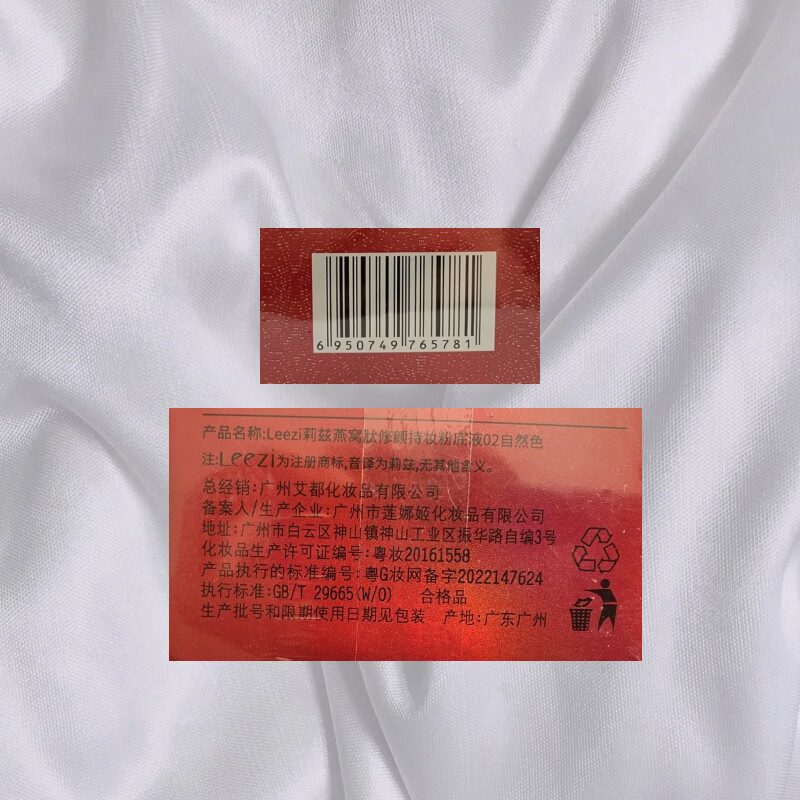 6 950749 765781
产品名称:Leezi莉兹燕窝肽修颜持妆粉底液02自然色
注:Leezi为注册商标,音译为莉兹,无其他含义。
总经销:广州艾都化妆品有限公司
备案人/生产企业:广州市莲娜姬化妆品有限公司
地址:广州市白云区神山镇神山工业区振华路自编3号
化妆品生产许可证编号:粤妆20161558
产品执行的标准编号:粤G妆网备字2022147624
执行标准:GB/T 29665(W/O) 合格品
生产批号和限期使用日期见包装 产地:广东广州